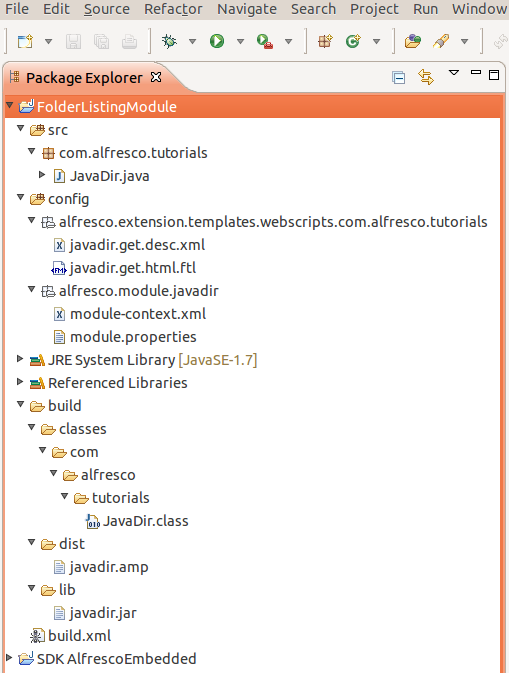 File Edit Source Refactor Navigate Search Project Run Window
Package Explorer
FolderListingModule
src
com.alfresco.tutorials
JavaDir.java
config
alfresco.extension.templates.webscripts.com.alfresco.tutorials
javadir.get.desc.xml
javadir.get.html.ftl
alfresco.module.javadir
module-context.xml
module.properties
JRE System Library [JavaSE-1.7]
Referenced Libraries
build
classes
com
alfresco
tutorials
JavaDir.class
dist
javadir.amp
lib
javadir.jar
build.xml
SDK AlfrescoEmbedded